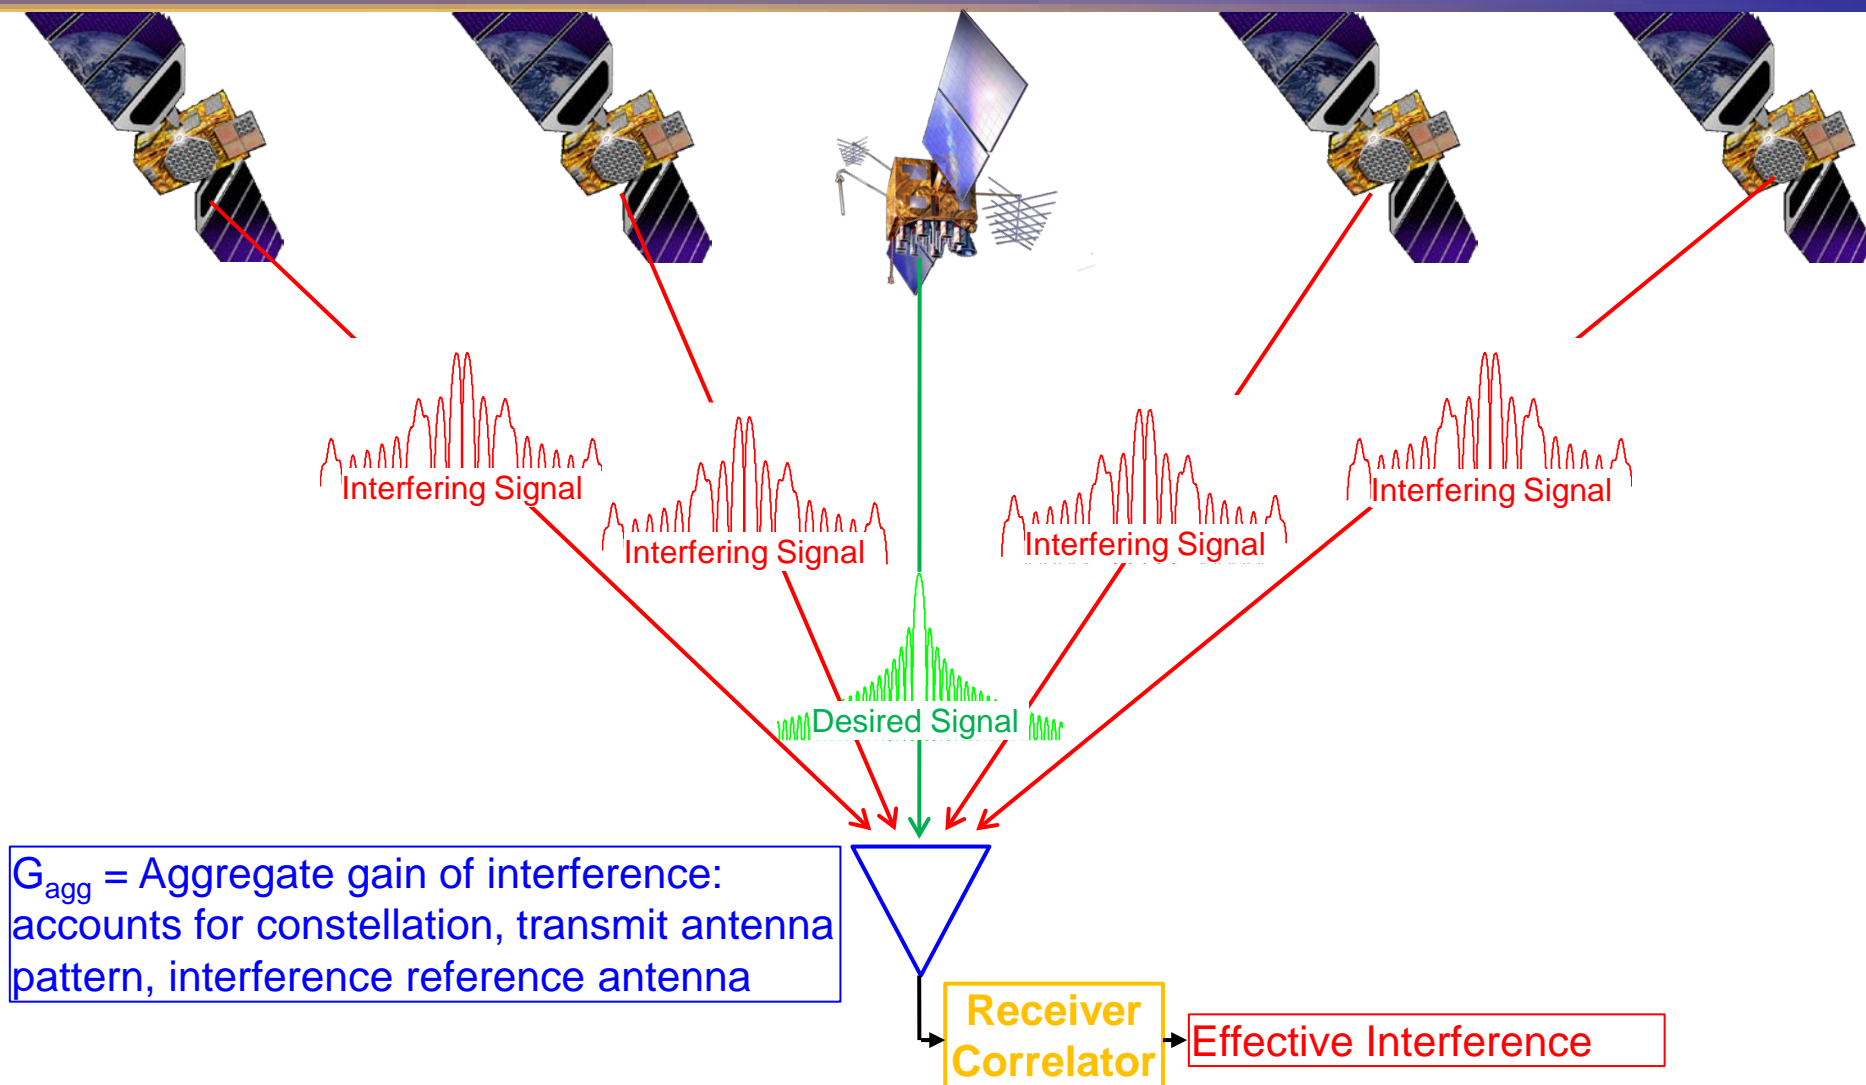 Interfering Signal
Interfering Signal
Interfering Signal
Interfering Signal
Desired Signal
G_agg = Aggregate gain of interference:
accounts for constellation, transmit antenna
pattern, interference reference antenna
Receiver
Correlator
Effective Interference